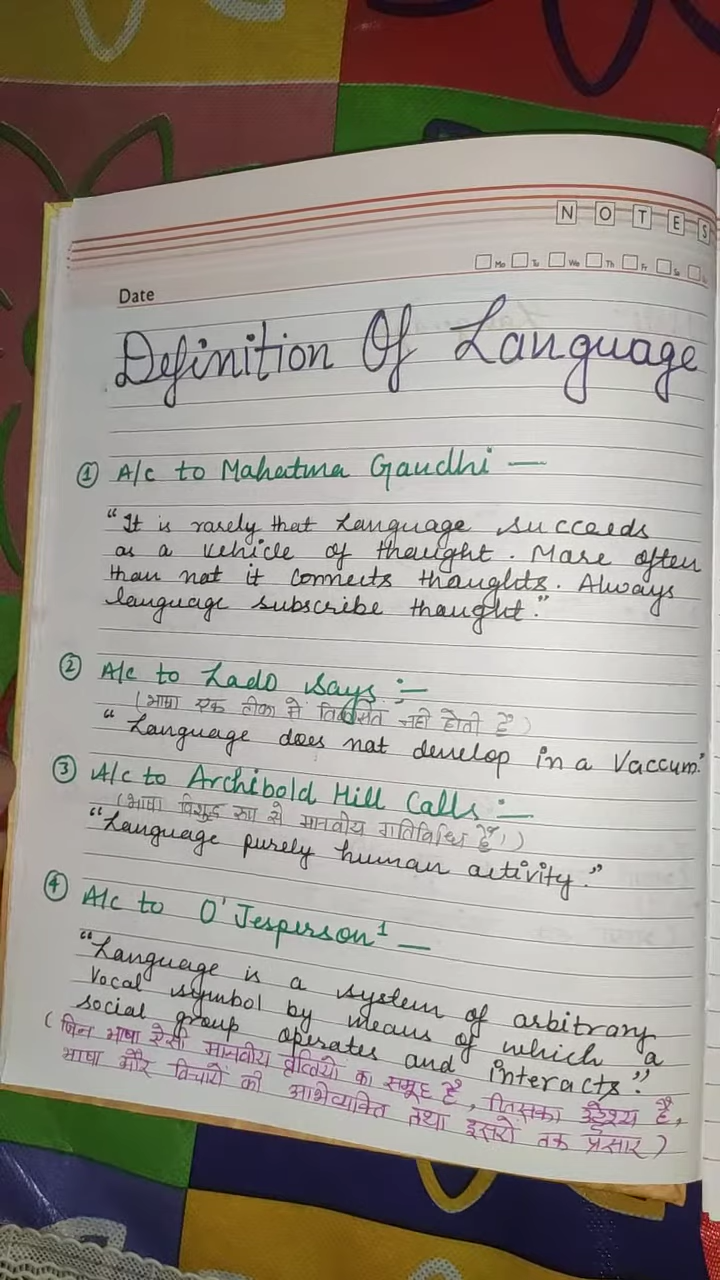 NOTES
Mo Tu We Th Fr Sa
Date
Definition Of Language
① A/c to Mahatma Gandhi —
“It is rarely that Language succeeds
as a vehicle of thought. More often
than not it connects thoughts. Always
language subscribe thought.”
② A/c to Lado says :-
(भाषा एक टीका में विकसित नही होती है)
“Language does not develop in a Vaccum.”
③ A/c to Archibold Hill Calls :-
(भाषा विशुद्ध रूप से मानवीय गतिविधि है।)
“Language purely human activity.”
④ A/c to O' Jesperson¹ —
“Language is a system of arbitrary
vocal symbol by means of which a
social group operates and interacts.”
(जिन भाषा ऐसी मानवीय वृत्तियो का समूह है, जिसका उद्देश्य है,
भाषा और विचारों की अभिव्यक्ति तथा दूसरो तक प्रसार)